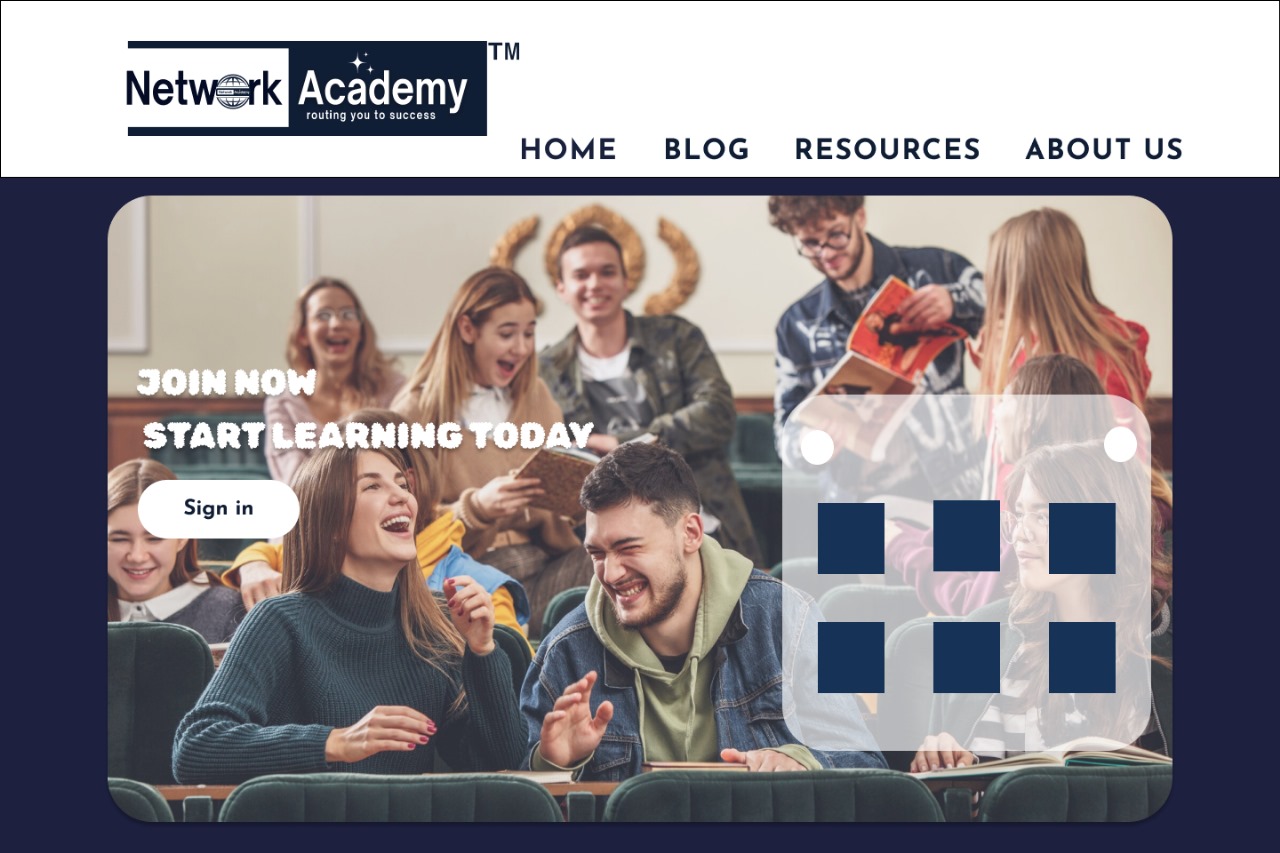 Network Academy™
routing you to success
HOME BLOG RESOURCES ABOUT US
JOIN NOW
START LEARNING TODAY
Sign in